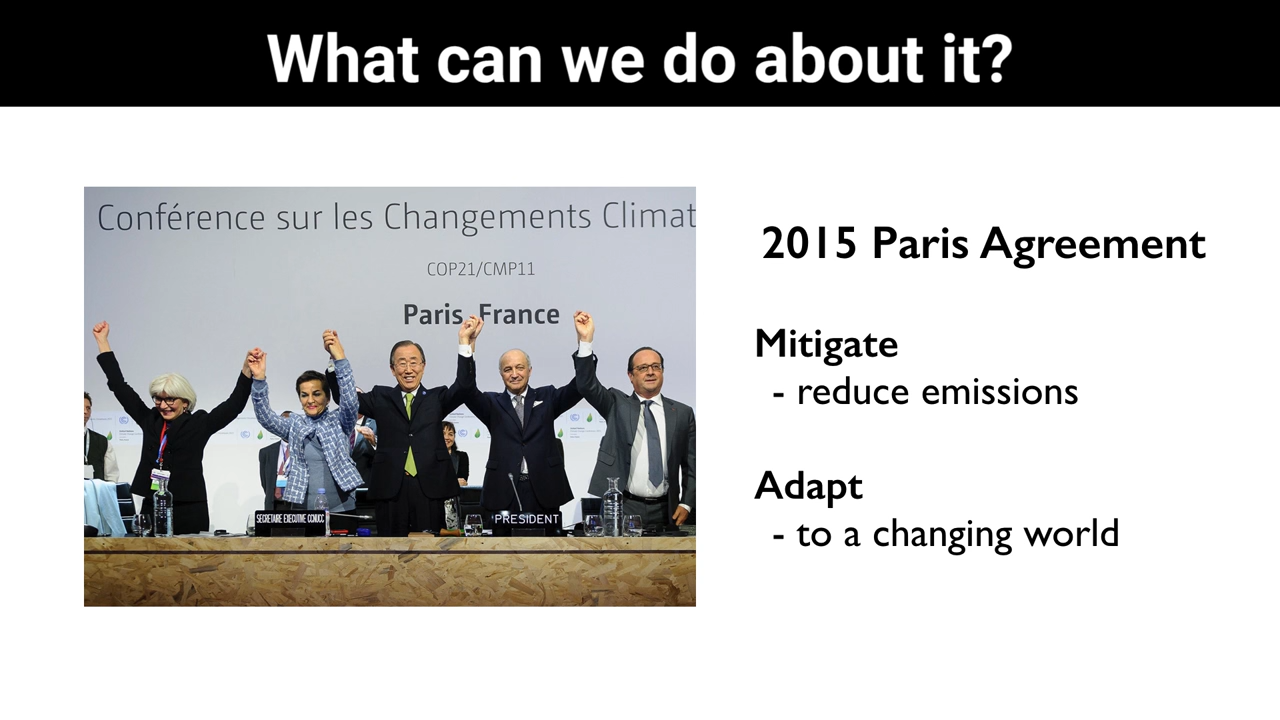 What can we do about it?
Conférence sur les Changements Climat
COP21/CMP11
Paris, France
SECRETAIRE EXECUTIVE CCNUCC
PRESIDENT
2015 Paris Agreement
Mitigate
- reduce emissions
Adapt
- to a changing world